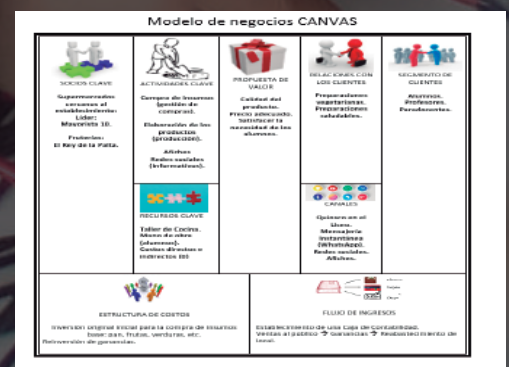 Modelo de negocios CANVAS
SOCIOS CLAVE
Supermercados
cercanos al
establecimiento:
Líder.
Mayorista 10.
Fruterías:
El Rey de la Palta.
ACTIVIDADES CLAVE
Compra de insumos
(gestión de
compras).
Elaboración de los
productos
(producción).
Afiches
Redes sociales
(informativas).
RECURSOS CLAVE
Taller de Cocina.
Mano de obra
(alumnos).
Costos directos e
indirectos
PROPUESTA DE
VALOR
Calidad del
producto.
Precio adecuado.
Satisfacer la
necesidad de los
alumnos.
RELACIONES CON
LOS CLIENTES
Preparaciones
vegetarianas.
Preparaciones
saludables.
CANALES
Quiosco en el
Liceo.
Mensajería
instantánea
(WhatsApp).
Redes sociales.
Afiches.
SEGMENTO DE
CLIENTES
Alumnos.
Profesores.
Paradocentes.
ESTRUCTURA DE COSTOS
Inversión original inicial para la compra de insumos
base: pan, frutas, verduras, etc.
Reinversión de ganancias.
FLUJO DE INGRESOS
Establecimiento de una Caja de Contabilidad.
Ventas al público → Ganancias → Reabastecimiento de